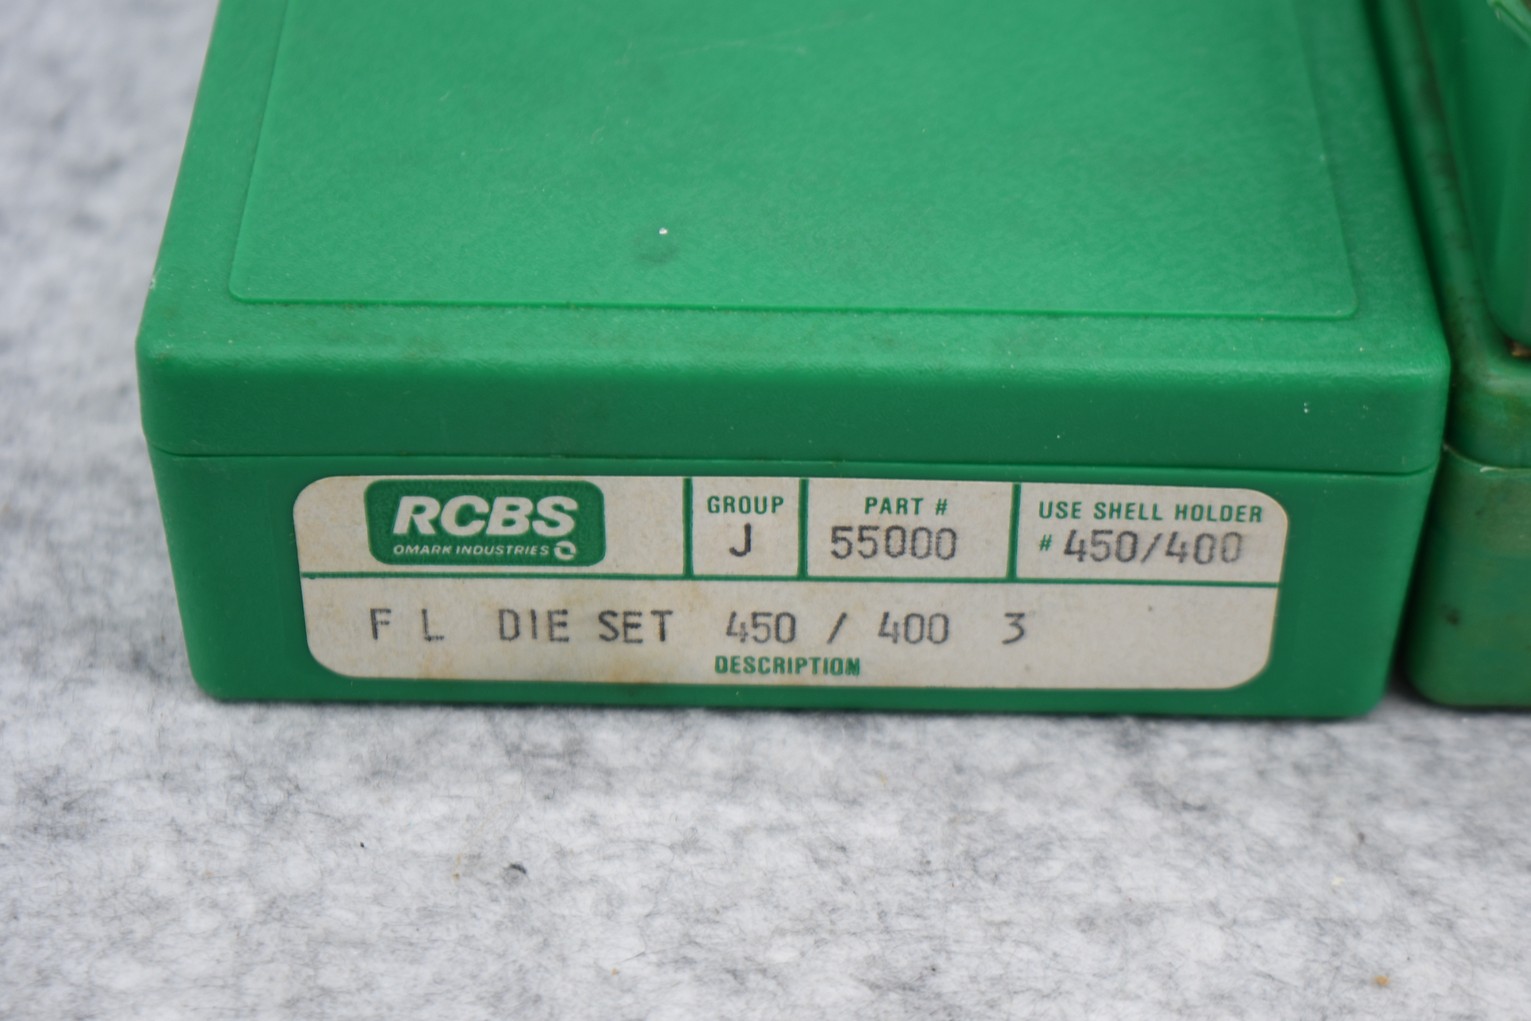 RCBS
OMARK INDUSTRIES
GROUP
J
PART #
55000
USE SHELL HOLDER
# 450/400
F L DIE SET 450 / 400 3
DESCRIPTION